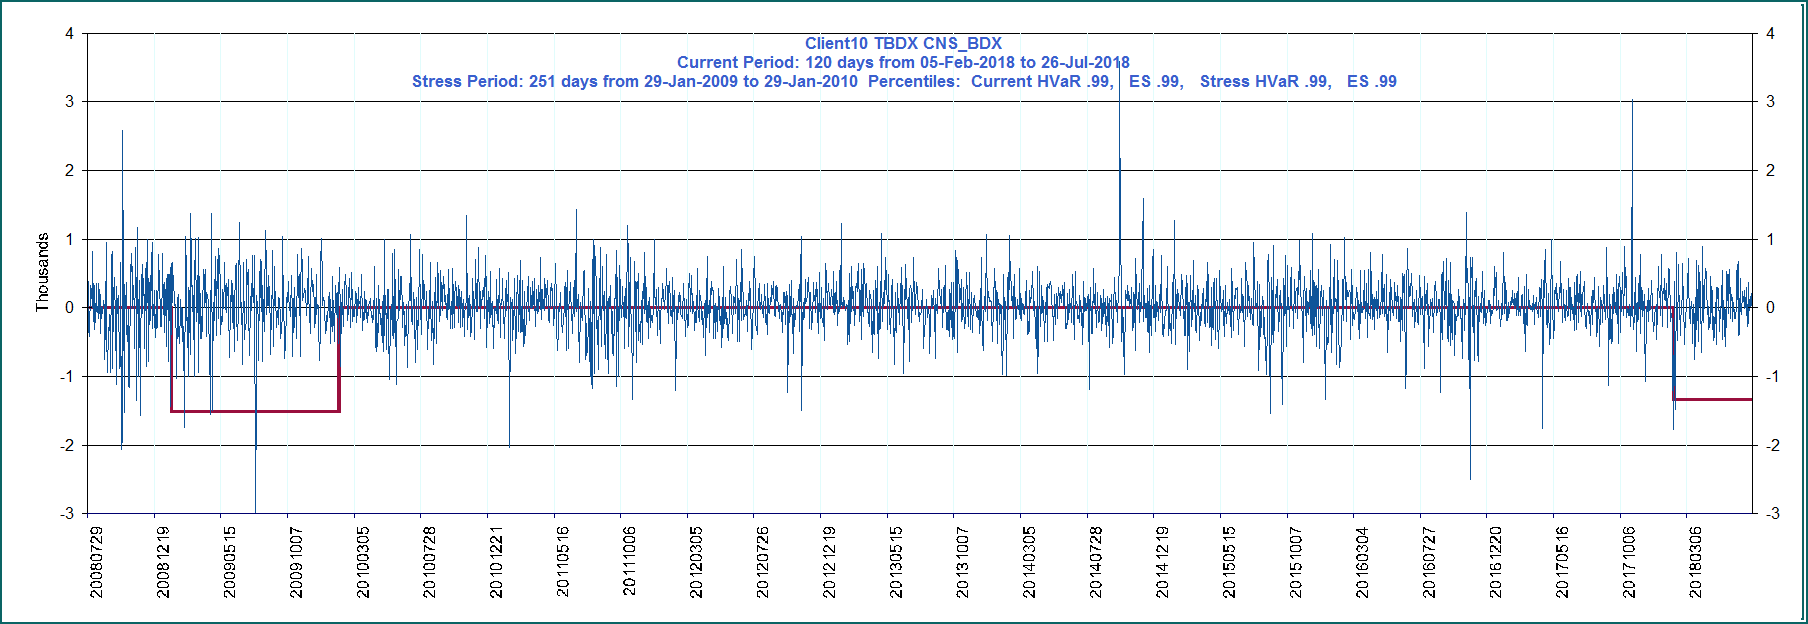 Client10 TBDX CNS_BDX
Current Period: 120 days from 05-Feb-2018 to 26-Jul-2018
Stress Period: 251 days from 29-Jan-2009 to 29-Jan-2010  Percentiles:  Current HVaR .99,   ES .99,   Stress HVaR .99,   ES .99
Thousands
4 4
3 3
2 2
1 1
0 0
-1 -1
-2 -2
-3 -3
20080729 20081219 20090515 20091007 20100305 20100728 20101221 20110516 20111006 20120305 20120726 20121219 20130515 20131007 20140305 20140728 20141219 20150515 20151007 20160304 20160727 20161220 20170516 20171006 20180306